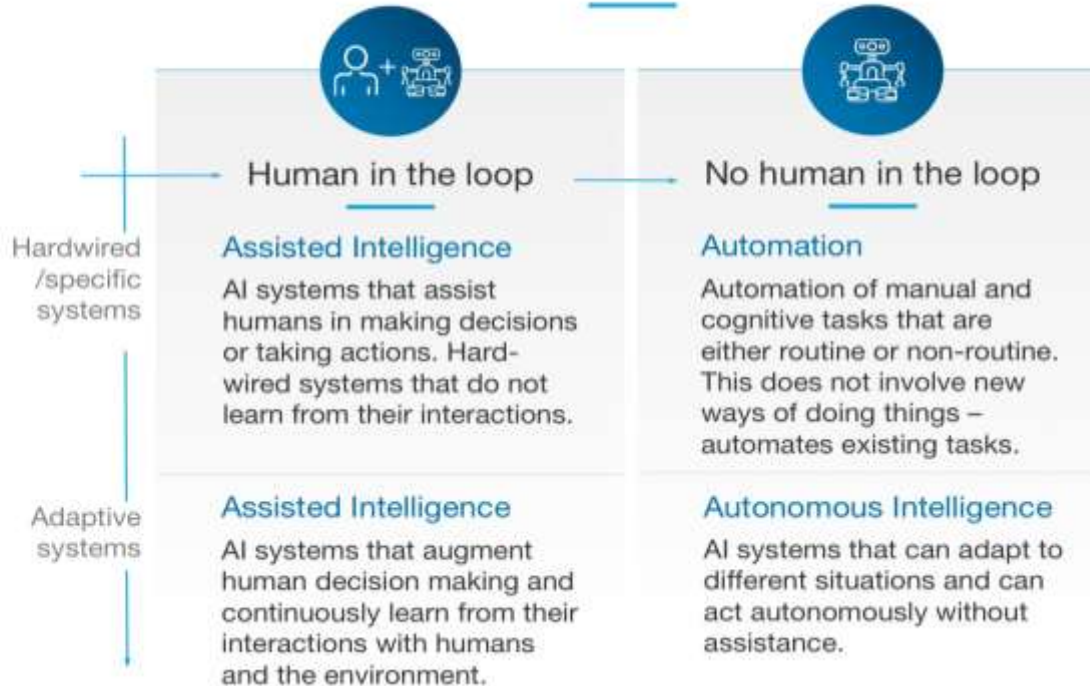 Human in the loop
No human in the loop
Hardwired
/specific
systems
Assisted Intelligence
AI systems that assist
humans in making decisions
or taking actions. Hard-
wired systems that do not
learn from their interactions.
Automation
Automation of manual and
cognitive tasks that are
either routine or non-routine.
This does not involve new
ways of doing things –
automates existing tasks.
Adaptive
systems
Assisted Intelligence
AI systems that augment
human decision making and
continuously learn from their
interactions with humans
and the environment.
Autonomous Intelligence
AI systems that can adapt to
different situations and can
act autonomously without
assistance.